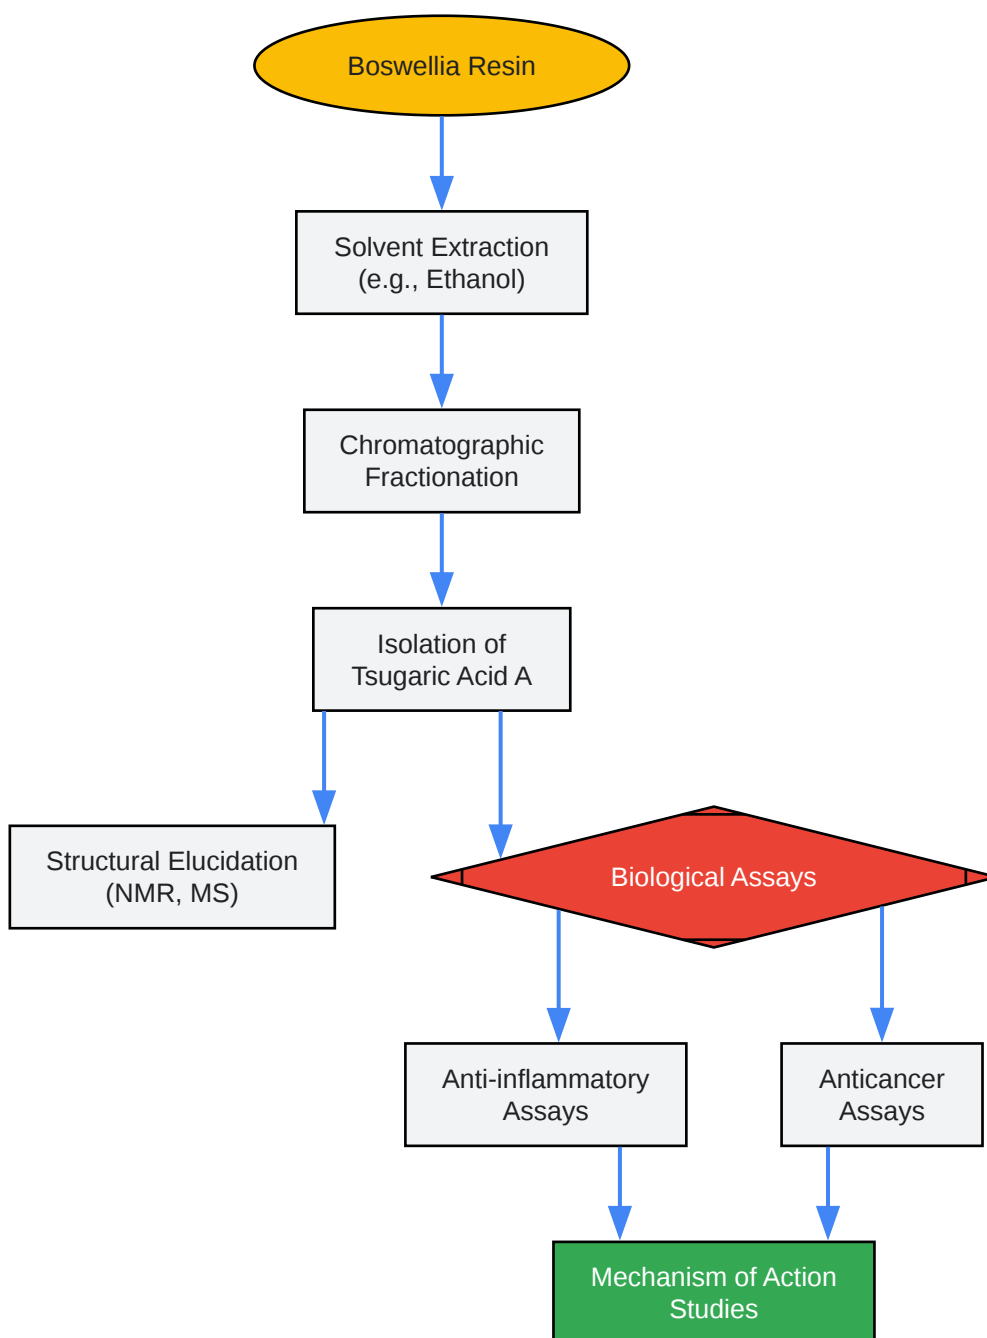 Boswellia Resin
Solvent Extraction
(e.g., Ethanol)
Chromatographic
Fractionation
Isolation of
Tsugaric Acid A
Structural Elucidation
(NMR, MS)
Biological Assays
Anti-inflammatory
Assays
Anticancer
Assays
Mechanism of Action
Studies